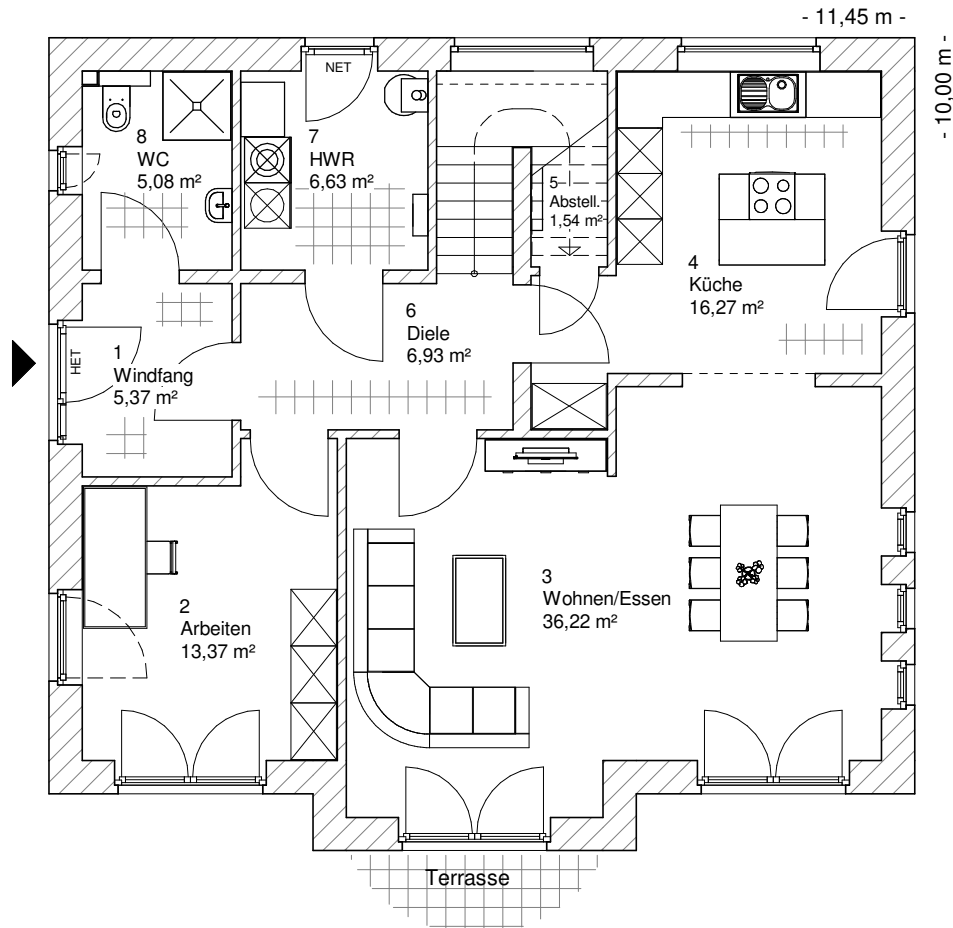 - 11,45 m -
- 10,00 m -
NET
8
WC
5,08 m²
7
HWR
6,63 m²
5
Abstell.
1,54 m²
4
Küche
16,27 m²
6
Diele
6,93 m²
HET
1
Windfang
5,37 m²
3
Wohnen/Essen
36,22 m²
2
Arbeiten
13,37 m²
Terrasse